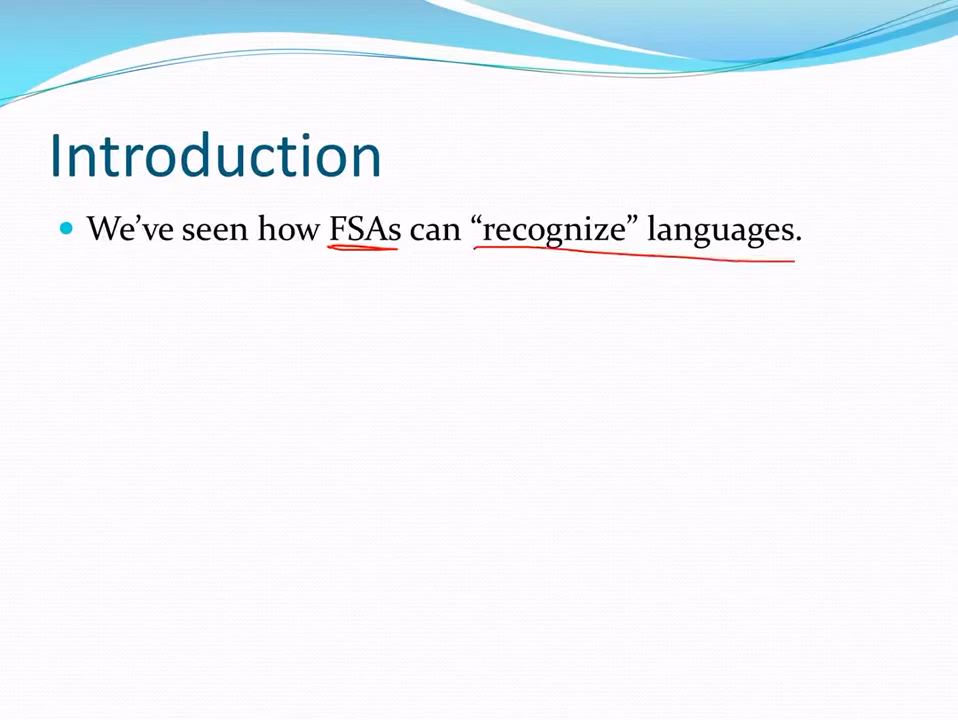 Introduction
We’ve seen how FSAs can “recognize” languages.